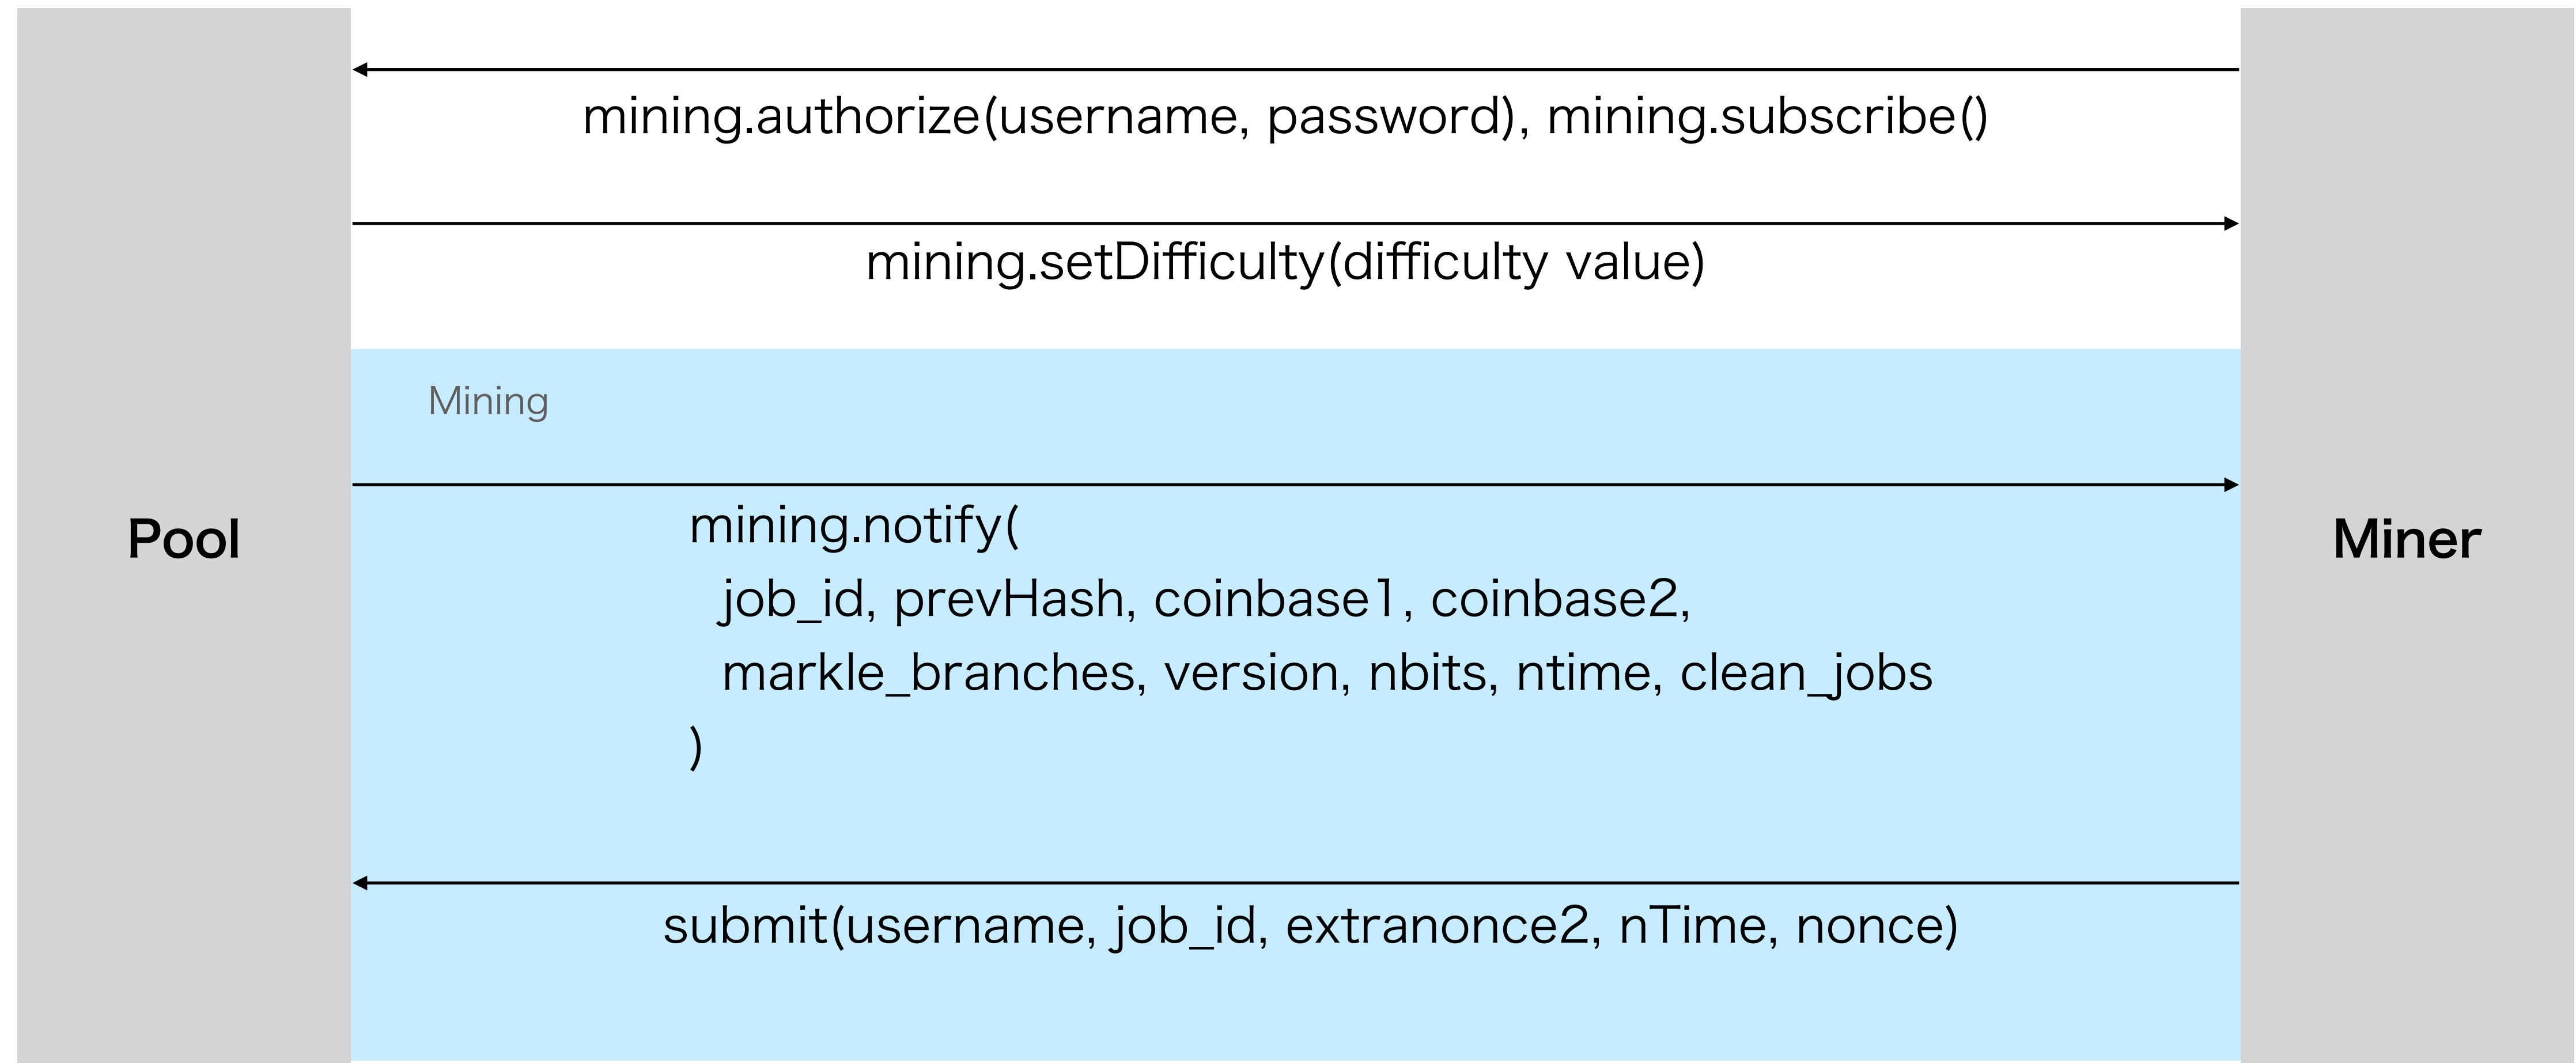 mining.authorize(username, password), mining.subscribe()
mining.setDifficulty(difficulty value)
Mining
Pool
Miner
mining.notify(
job_id, prevHash, coinbase1, coinbase2,
markle_branches, version, nbits, ntime, clean_jobs
)
submit(username, job_id, extranonce2, nTime, nonce)